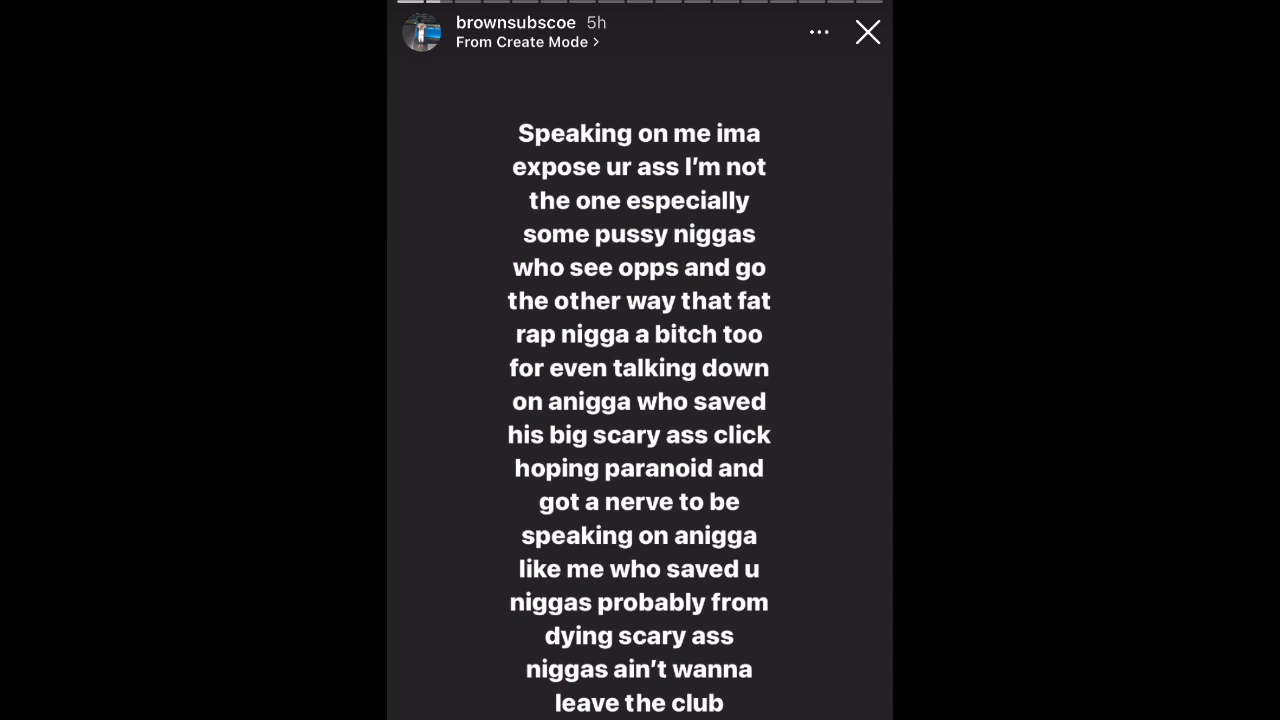 brownsubscoe 5h
From Create Mode >
Speaking on me ima
expose ur ass I'm not
the one especially
some pussy niggas
who see opps and go
the other way that fat
rap nigga a bitch too
for even talking down
on anigga who saved
his big scary ass click
hoping paranoid and
got a nerve to be
speaking on anigga
like me who saved u
niggas probably from
dying scary ass
niggas ain't wanna
leave the club